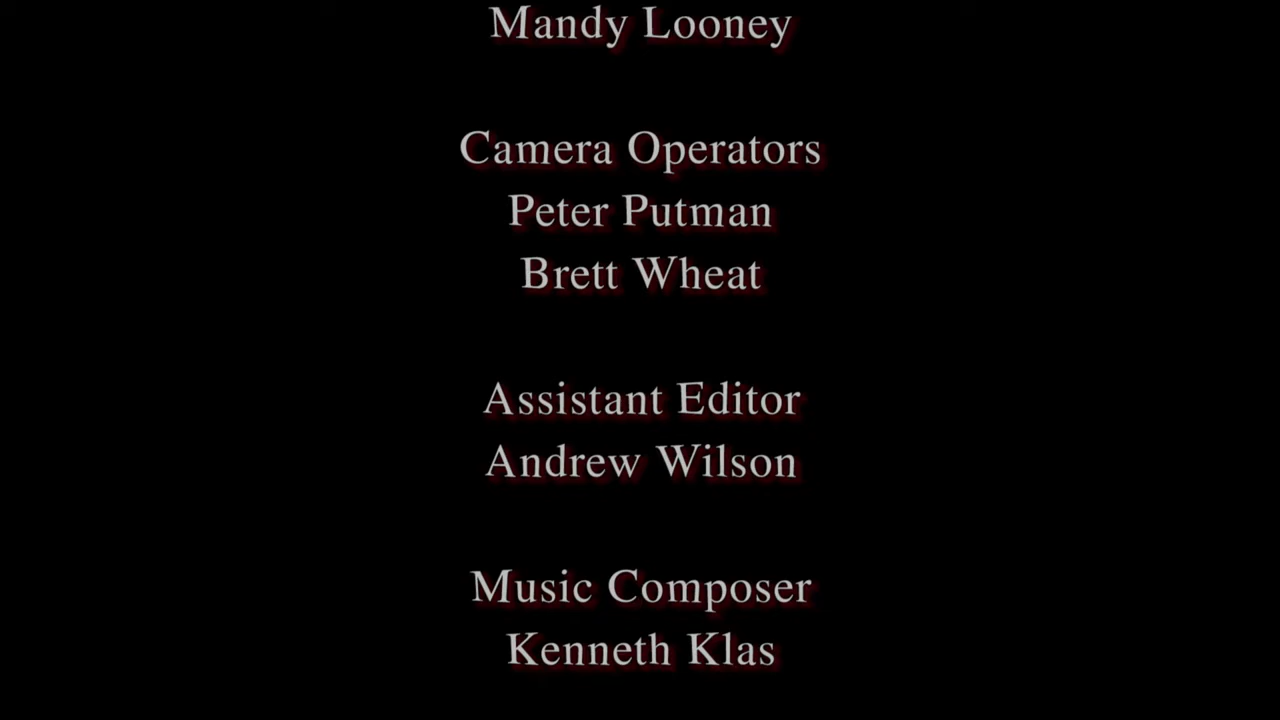 Mandy Looney
Camera Operators
Peter Putman
Brett Wheat
Assistant Editor
Andrew Wilson
Music Composer
Kenneth Klas